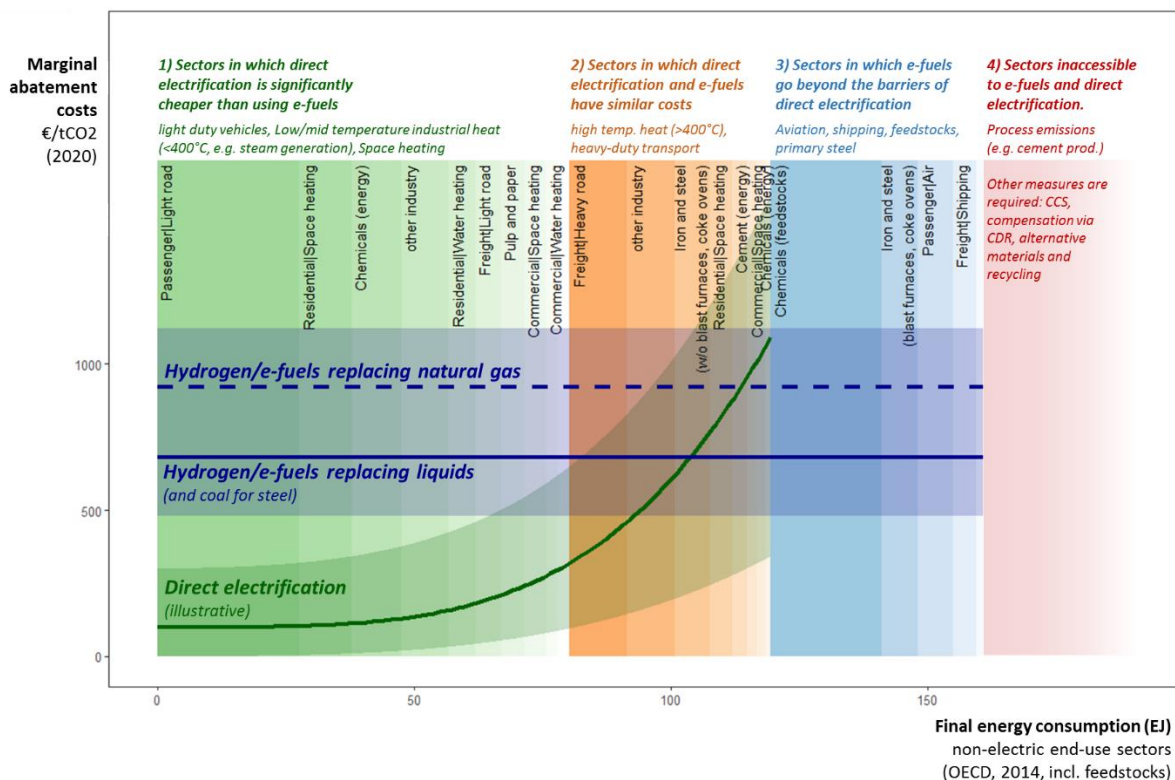 Marginal
abatement
costs
€/tCO2
(2020)
1) Sectors in which direct
electrification is significantly
cheaper than using e-fuels
light duty vehicles, Low/mid temperature industrial heat
(<400°C, e.g. steam generation), Space heating
2) Sectors in which direct
electrification and e-fuels
have similar costs
high temp. heat (>400°C),
heavy-duty transport
3) Sectors in which e-fuels
go beyond the barriers of
direct electrification
Aviation, shipping, feedstocks,
primary steel
4) Sectors inaccessible
to e-fuels and direct
electrification.
Process emissions
(e.g. cement prod.)
Other measures are
required: CCS,
compensation via
CDR, alternative
materials and
recycling
Passenger|Light road
Residential|Space heating
Chemicals (energy)
other industry
Residential|Water heating
Freight|Light road
Pulp and paper
Commercial|Space heating
Commercial|Water heating
Freight|Heavy road
other industry
Iron and steel
(w/o blast furnaces, coke ovens)
Residential|Space heating
Cement (energy)
Commercial|Space heating
Chemicals (energy)
Chemicals (feedstocks)
Iron and steel
(blast furnaces, coke ovens)
Passenger|Air
Freight|Shipping
Hydrogen/e-fuels replacing natural gas
Hydrogen/e-fuels replacing liquids
(and coal for steel)
Direct electrification
(illustrative)
1000
500
0
0
50
100
150
Final energy consumption (EJ)
non-electric end-use sectors
(OECD, 2014, incl. feedstocks)